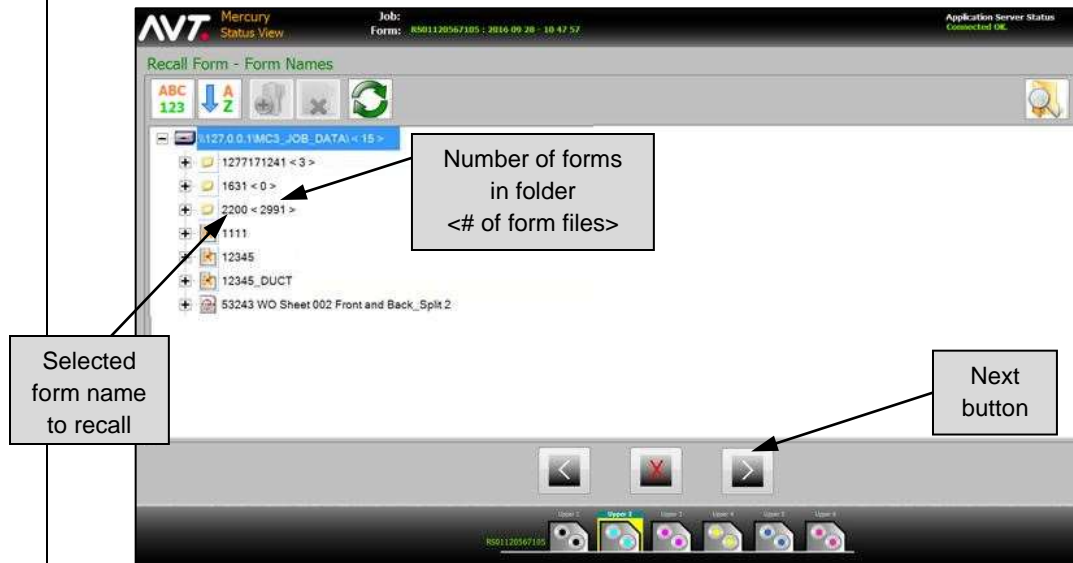 AVT
Mercury
Status View
Job:
Form: RS01120567105 : 2016 09 28 - 10 47 57
Application Server Status
Connected OK.
Recall Form - Form Names
ABC
123
A
Z
\\127.0.0.1\MC3_JOB_DATA\ < 15 >
1277171241 < 3 >
1631 < 0 >
2200 < 2991 >
1111
12345
12345_DUCT
53243 WO Sheet 002 Front and Back_Split 2
Number of forms
in folder
<# of form files>
Selected
form name
to recall
Next
button
< X >
Upper 1 Upper 2 Upper 3 Upper 4 Upper 5 Upper 6
RS01120567105